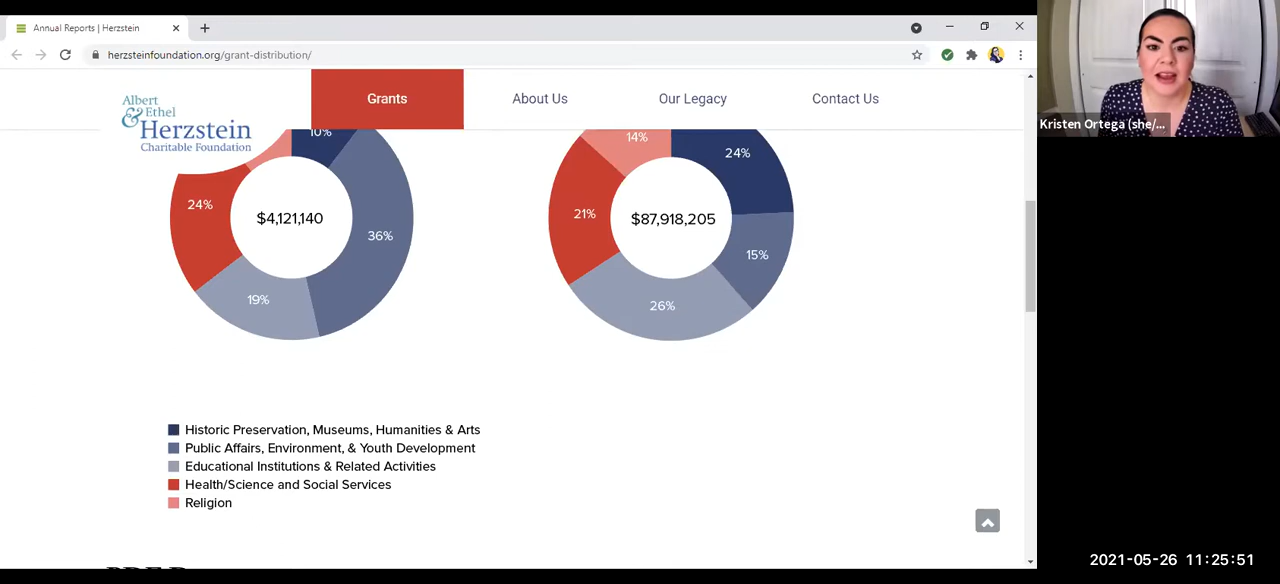 Annual Reports | Herzstein
herzsteinfoundation.org/grant-distribution/
Albert
& Ethel
Herzstein
Charitable Foundation
Grants
About Us
Our Legacy
Contact Us
10%
36%
19%
24%
$4,121,140
14%
24%
15%
26%
21%
$87,918,205
Historic Preservation, Museums, Humanities & Arts
Public Affairs, Environment, & Youth Development
Educational Institutions & Related Activities
Health/Science and Social Services
Religion
Kristen Ortega (she/...
2021-05-26 11:25:51